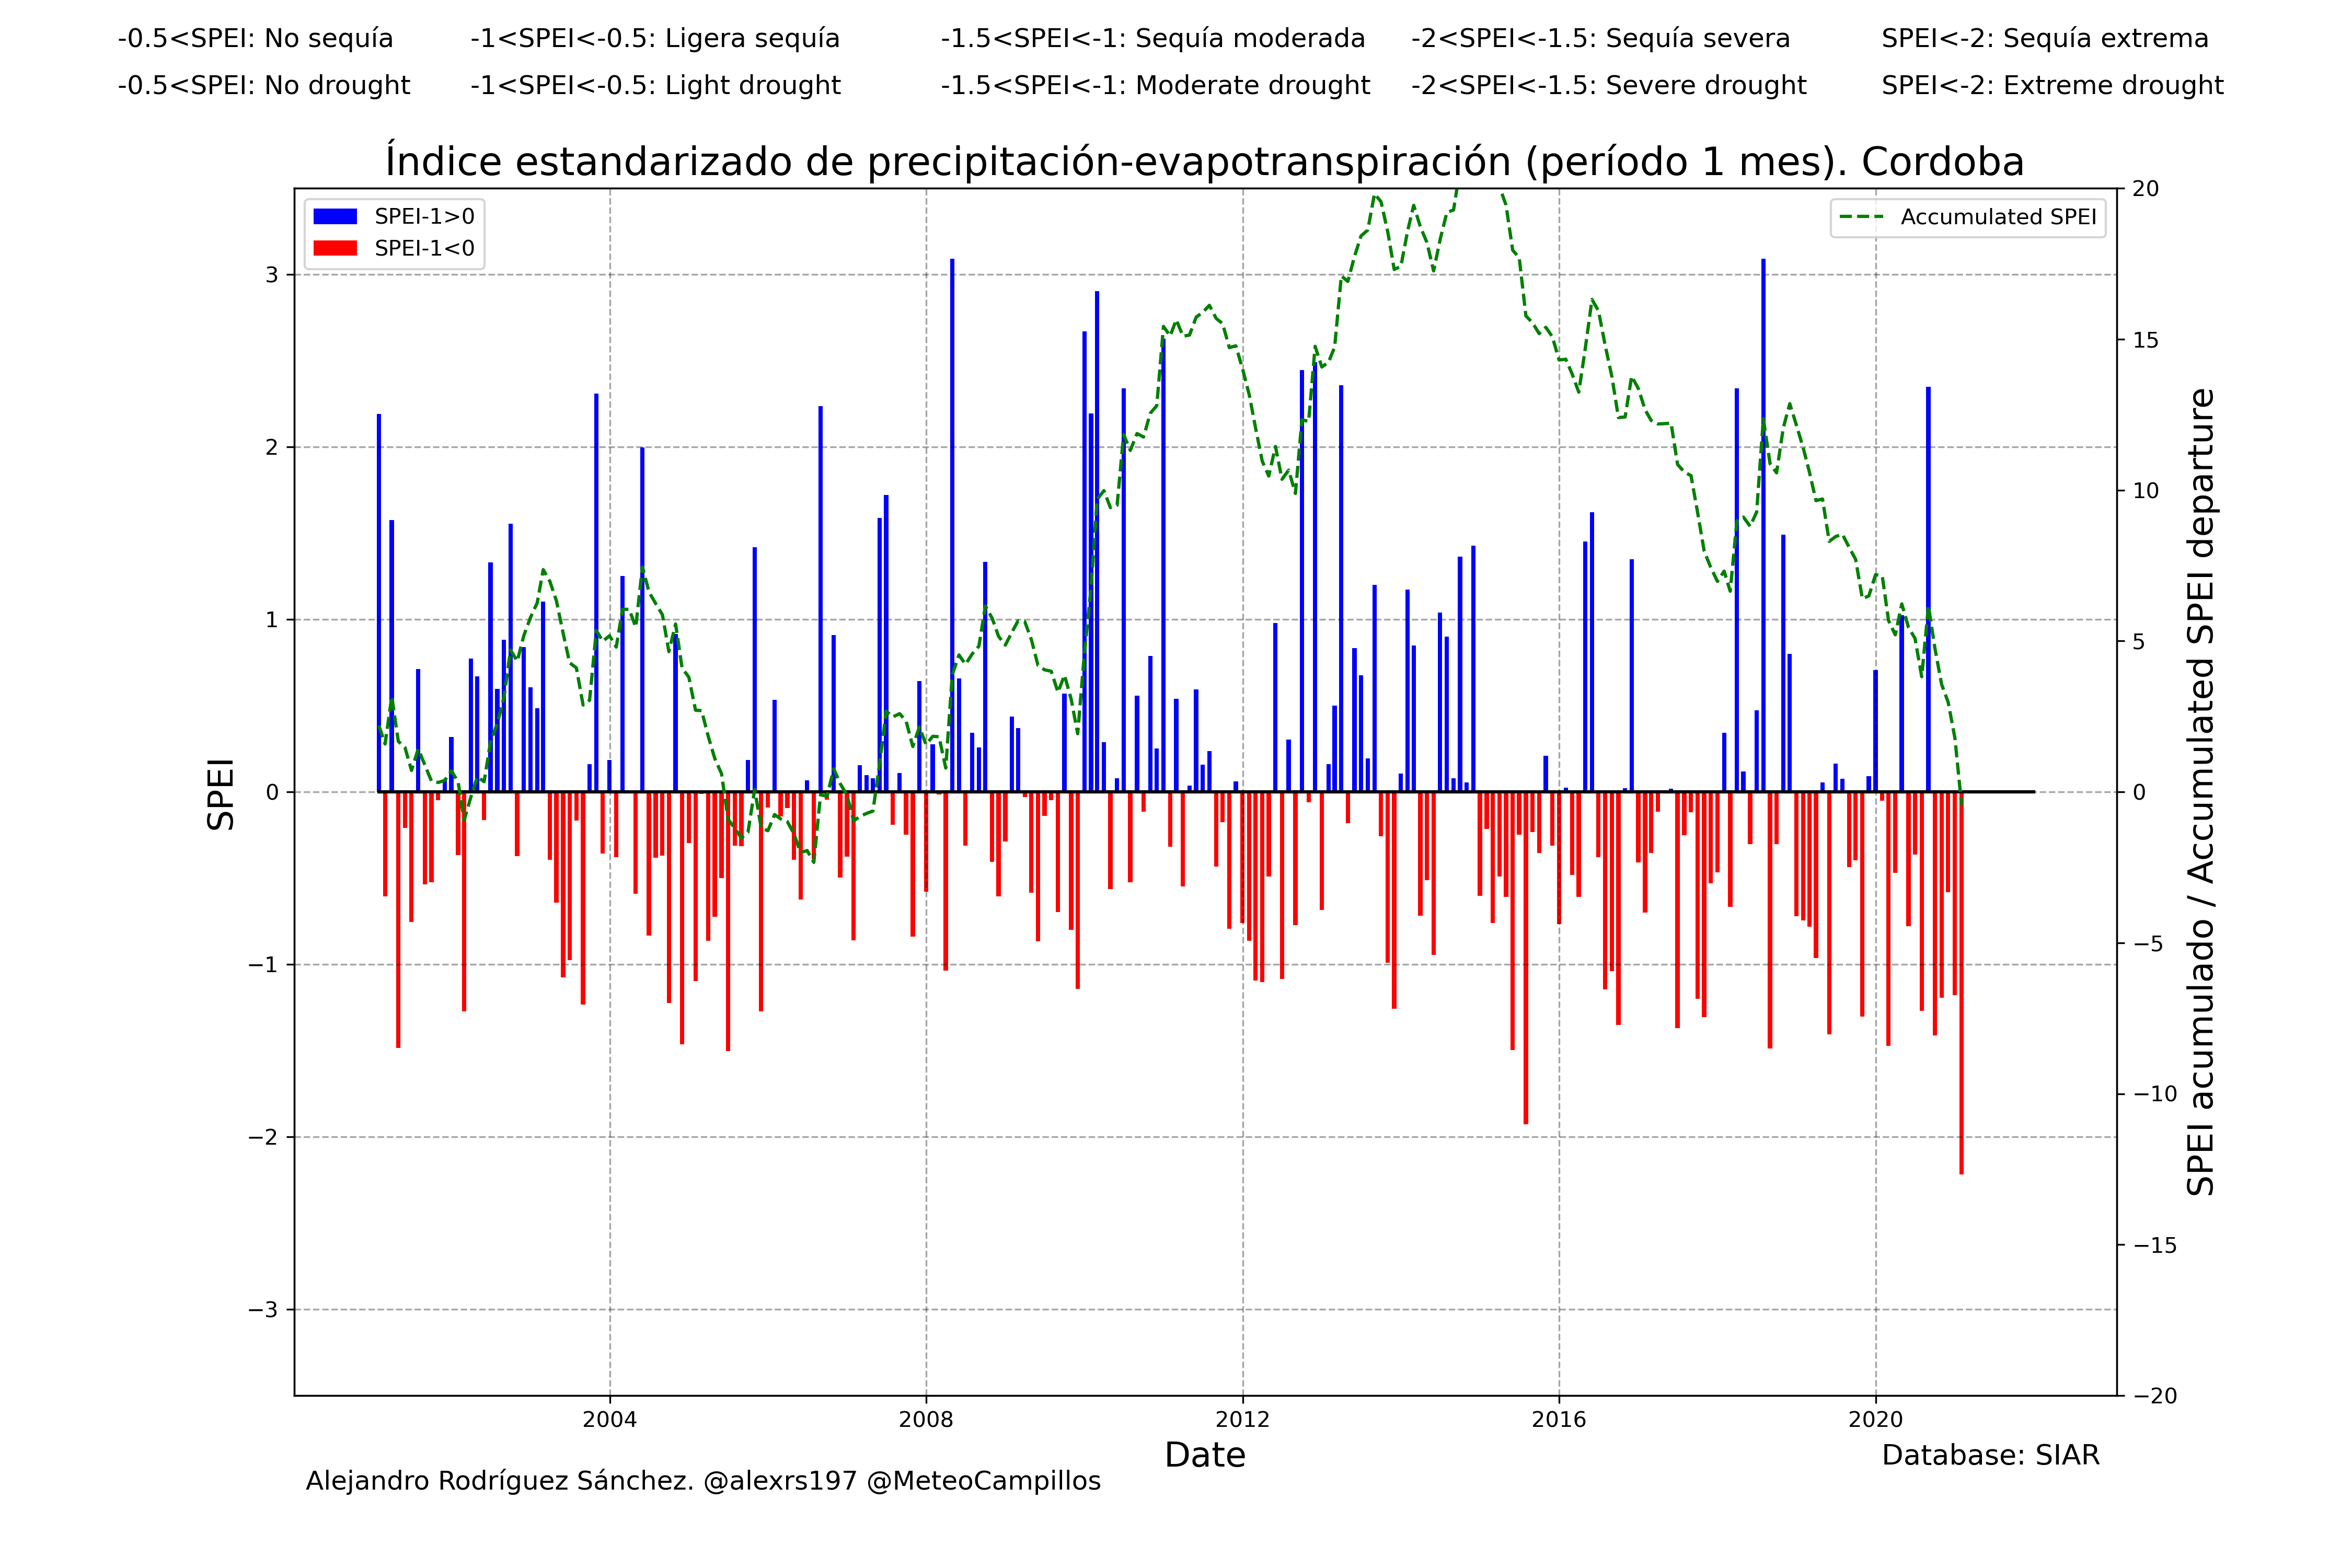 -0.5<SPEI: No sequía -1<SPEI<-0.5: Ligera sequía -1.5<SPEI<-1: Sequía moderada -2<SPEI<-1.5: Sequía severa SPEI<-2: Sequía extrema
-0.5<SPEI: No drought -1<SPEI<-0.5: Light drought -1.5<SPEI<-1: Moderate drought -2<SPEI<-1.5: Severe drought SPEI<-2: Extreme drought
Índice estandarizado de precipitación-evapotranspiración (período 1 mes). Cordoba
SPEI-1>0
SPEI-1<0
Accumulated SPEI
SPEI
3
2
1
0
−1
−2
−3
20
15
10
5
0
−5
−10
−15
−20
SPEI acumulado / Accumulated SPEI departure
2004 2008 2012 2016 2020
Date
Database: SIAR
Alejandro Rodríguez Sánchez. @alexrs197 @MeteoCampillos